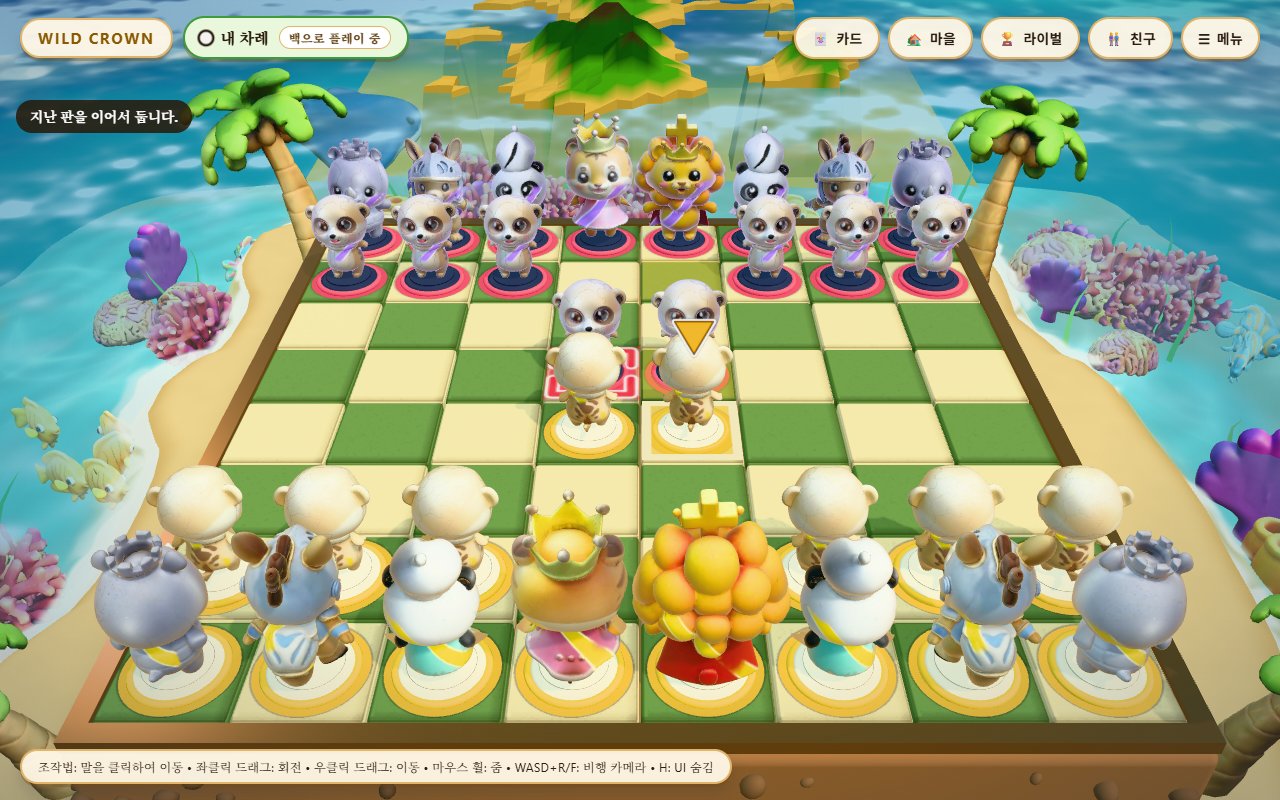 WILD CROWN
내 차례
백으로 플레이 중
카드
마을
라이벌
친구
☰ 메뉴
지난 판을 이어서 둡니다.
조작법: 말을 클릭하여 이동 • 좌클릭 드래그: 회전 • 우클릭 드래그: 이동 • 마우스 휠: 줌 • WASD+R/F: 비행 카메라 • H: UI 숨김